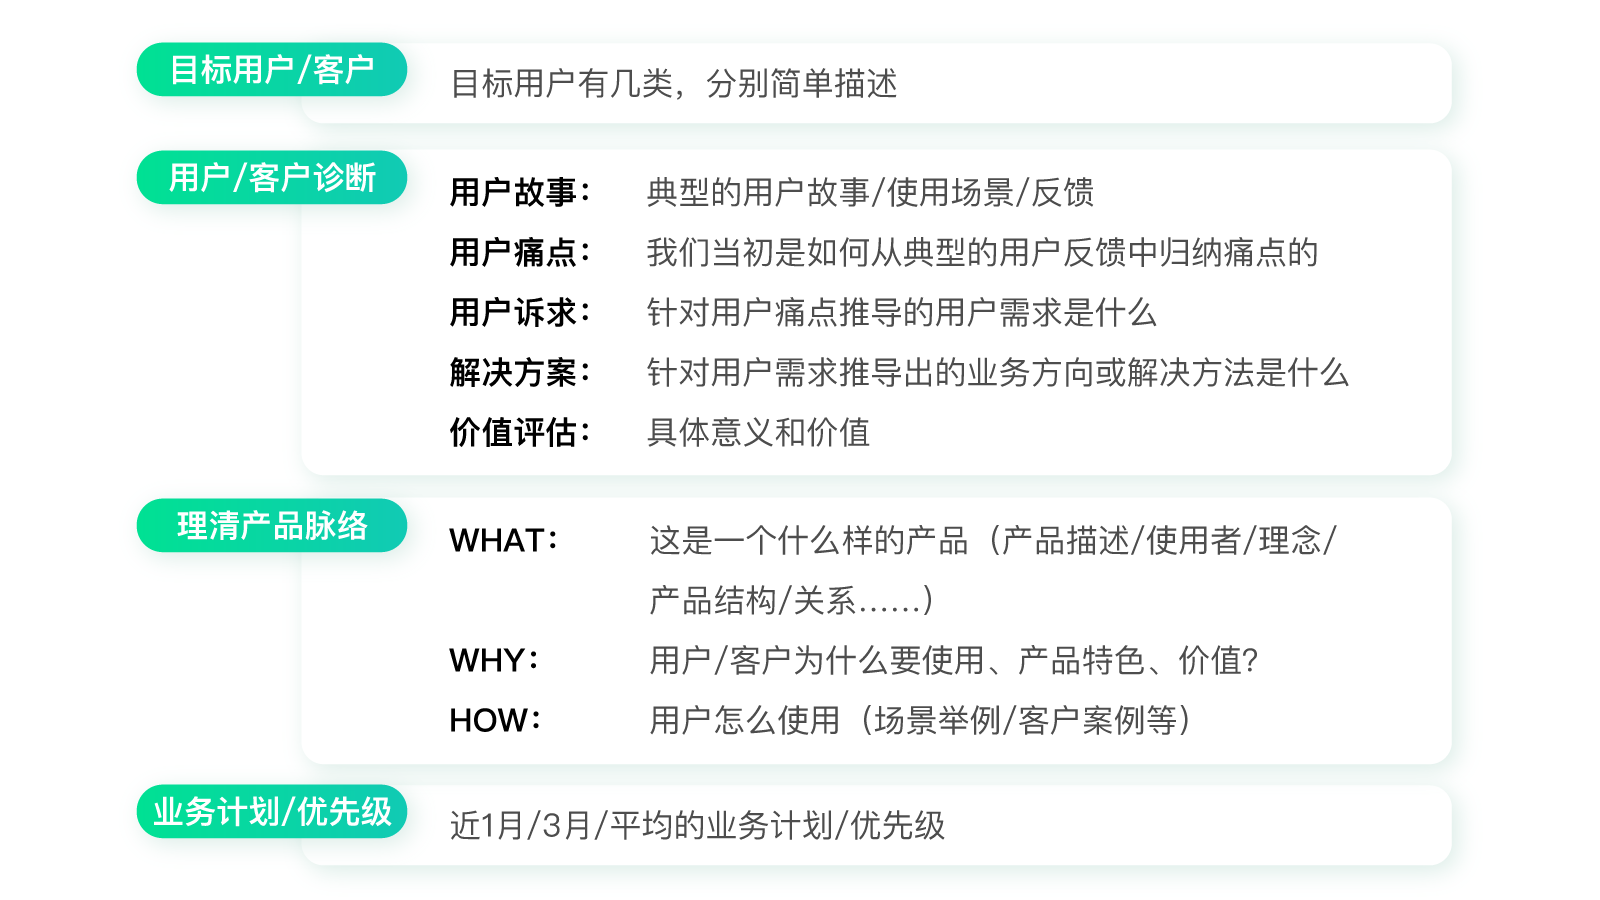 目标用户/客户
目标用户有几类，分别简单描述
用户/客户诊断
用户故事： 典型的用户故事/使用场景/反馈
用户痛点： 我们当初是如何从典型的用户反馈中归纳痛点的
用户诉求： 针对用户痛点推导的用户需求是什么
解决方案： 针对用户需求推导出的业务方向或解决方法是什么
价值评估： 具体意义和价值
理清产品脉络
WHAT： 这是一个什么样的产品（产品描述/使用者/理念/
产品结构/关系……）
WHY： 用户/客户为什么要使用、产品特色、价值?
HOW： 用户怎么使用（场景举例/客户案例等）
业务计划/优先级
近1月/3月/平均的业务计划/优先级